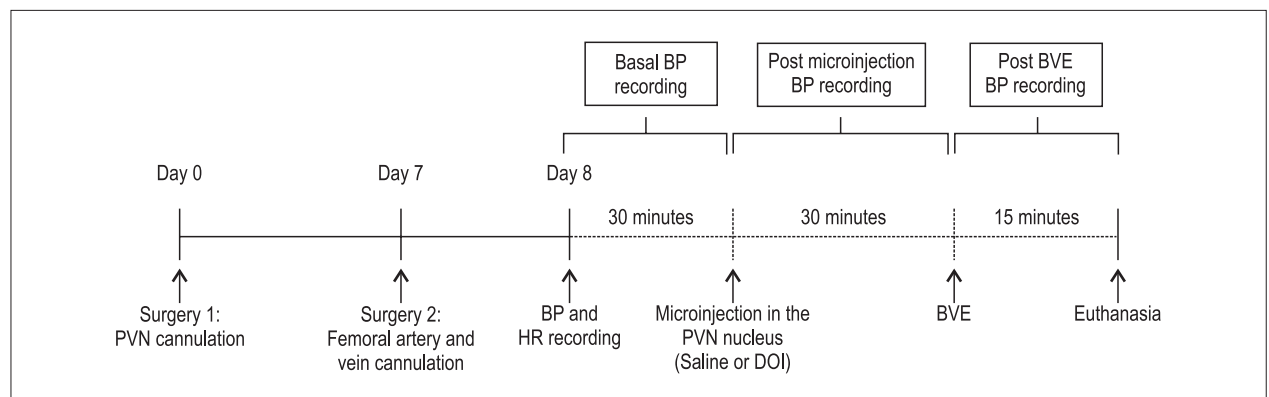 Basal BP
recording
Post microinjection
BP recording
Post BVE
BP recording
Day 0
Day 7
Day 8
30 minutes
30 minutes
15 minutes
Surgery 1:
PVN cannulation
Surgery 2:
Femoral artery and
vein cannulation
BP and
HR recording
Microinjection in the
PVN nucleus
(Saline or DOI)
BVE
Euthanasia